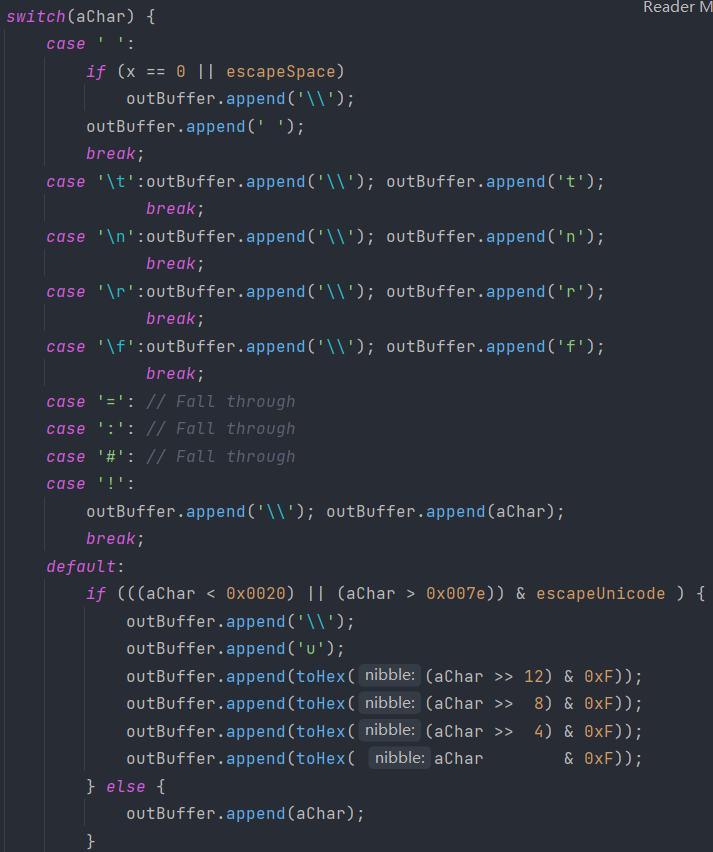 Reader M
switch(aChar) {
    case ' ':
        if (x == 0 || escapeSpace)
            outBuffer.append('\\');
        outBuffer.append(' ');
        break;
    case '\t':outBuffer.append('\\'); outBuffer.append('t');
              break;
    case '\n':outBuffer.append('\\'); outBuffer.append('n');
              break;
    case '\r':outBuffer.append('\\'); outBuffer.append('r');
              break;
    case '\f':outBuffer.append('\\'); outBuffer.append('f');
              break;
    case '=': // Fall through
    case ':': // Fall through
    case '#': // Fall through
    case '!':
        outBuffer.append('\\'); outBuffer.append(aChar);
        break;
    default:
        if (((aChar < 0x0020) || (aChar > 0x007e)) & escapeUnicode ) {
            outBuffer.append('\\');
            outBuffer.append('u');
            outBuffer.append(toHex( nibble: (aChar >> 12) & 0xF));
            outBuffer.append(toHex( nibble: (aChar >>  8) & 0xF));
            outBuffer.append(toHex( nibble: (aChar >>  4) & 0xF));
            outBuffer.append(toHex( nibble: aChar        & 0xF));
        } else {
            outBuffer.append(aChar);
        }